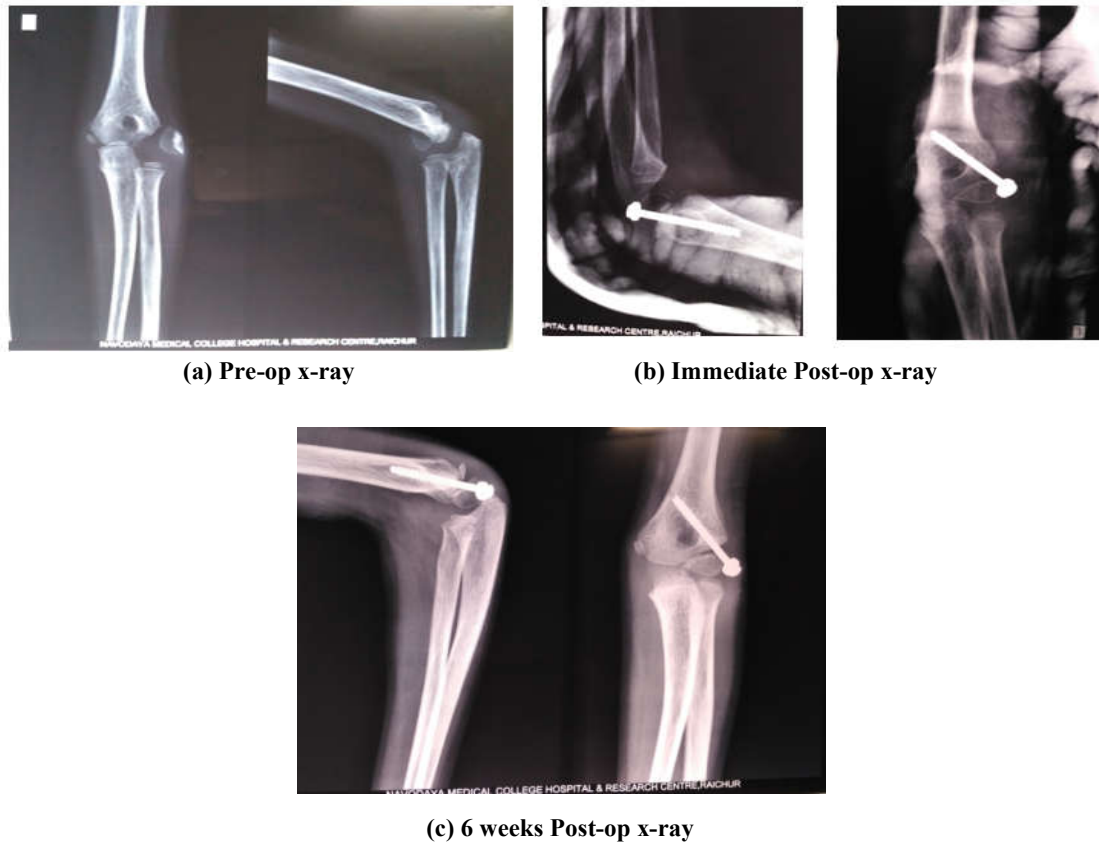 NAVODAYA MEDICAL COLLEGE HOSPITAL & RESEARCH CENTRE,RAICHUR
(a) Pre-op x-ray
SPITAL & RESEARCH CENTRE,RAICHUR
(b) Immediate Post-op x-ray
NAVODAYA MEDICAL COLLEGE HOSPITAL & RESEARCH CENTRE,RAICHUR
(c) 6 weeks Post-op x-ray